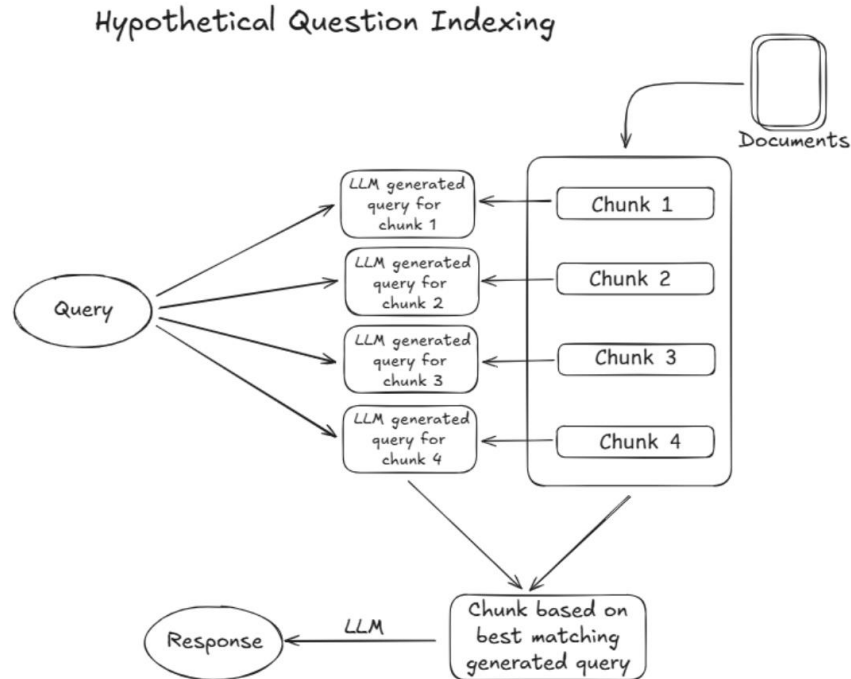 Hypothetical Question Indexing
Documents
LLM generated
query for
chunk 1
Chunk 1
LLM generated
query for
chunk 2
Chunk 2
Query
LLM generated
query for
chunk 3
Chunk 3
LLM generated
query for
chunk 4
Chunk 4
Chunk based on
best matching
generated query
LLM
Response